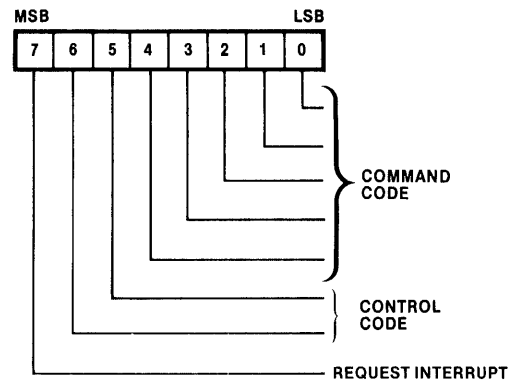 MSB LSB
7 6 5 4 3 2 1 0
COMMAND
CODE
CONTROL
CODE
REQUEST INTERRUPT